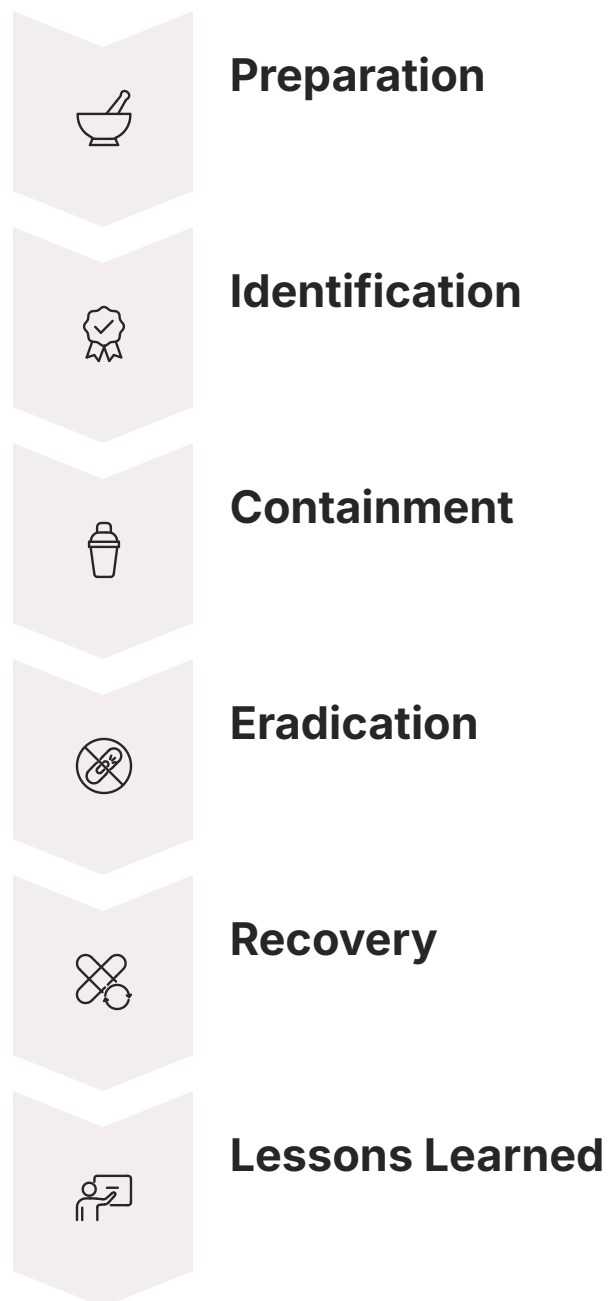 Preparation
Identification
Containment
Eradication
Recovery
Lessons Learned